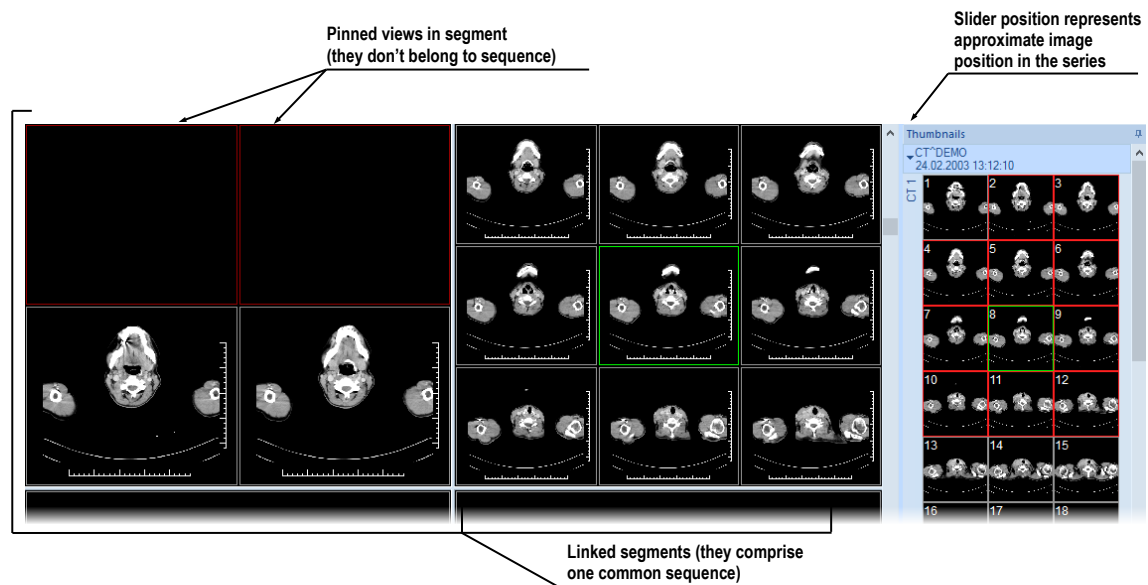 Pinned views in segment
(they don't belong to sequence)
Slider position represents
approximate image
position in the series
Thumbnails
CT^DEMO
24.02.2003 13:12:10
CT 1
1 2 3
4 5 6
7 8 9
10 11 12
13 14 15
16 17 18
Linked segments (they comprise
one common sequence)